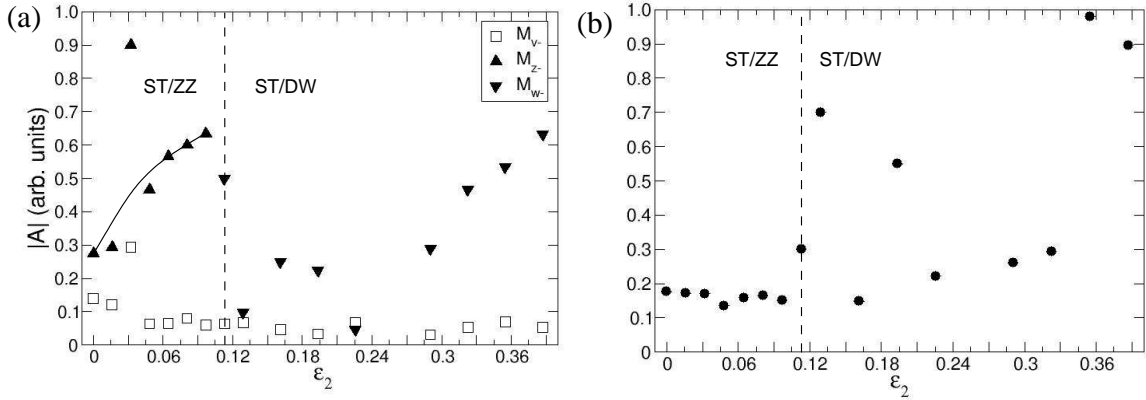 (a)
|A| (arb. units)
1.0
0.9
0.8
0.7
0.6
0.5
0.4
0.3
0.2
0.1
0
ST/ZZ
ST/DW
M_v-
M_z-
M_w-
0 0.06 0.12 0.18 0.24 0.30 0.36
ε_2
(b)
1.0
0.9
0.8
0.7
0.6
0.5
0.4
0.3
0.2
0.1
0
ST/ZZ
ST/DW
0 0.06 0.12 0.18 0.24 0.3 0.36
ε_2